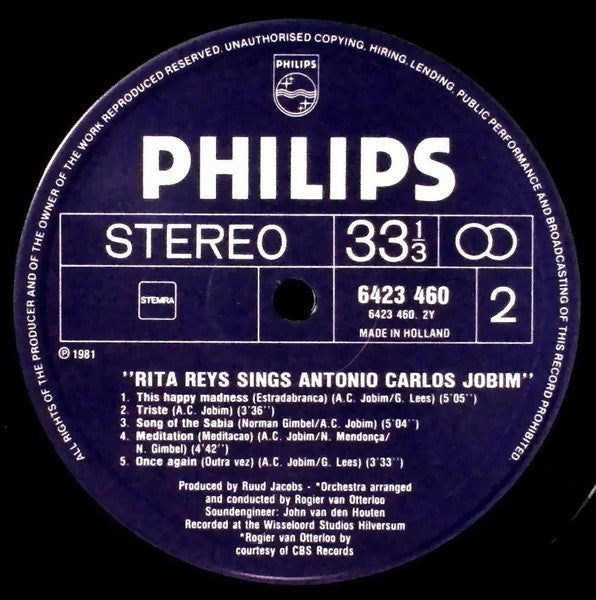 ALL RIGHTS OF THE PRODUCER AND OF THE OWNER OF THE WORK REPRODUCED RESERVED. UNAUTHORISED COPYING, HIRING, LENDING, PUBLIC PERFORMANCE AND BROADCASTING OF THIS RECORD PROHIBITED.
PHILIPS
PHILIPS
STEREO
33 1/3
STEMRA
6423 460
6423 460. 2Y
MADE IN HOLLAND
2
℗ 1981
"RITA REYS SINGS ANTONIO CARLOS JOBIM"
1. This happy madness (Estradabranca) (A.C. Jobim/G. Lees) (5'05'')
2. Triste (A.C. Jobim) (3'36'')
3. Song of the Sabia (Norman Gimbel/A.C. Jobim) (5'04'')
4. Meditation (Meditacao) (A.C. Jobim/N. Mendonça/
N. Gimbel) (4'42'')
5. Once again (Outra vez) (A.C. Jobim/G. Lees) (3'33'')
Produced by Ruud Jacobs - *Orchestra arranged
and conducted by Rogier van Otterloo
Soundengineer: John van den Houten
Recorded at the Wisseloord Studios Hilversum
*Rogier van Otterloo by
courtesy of CBS Records